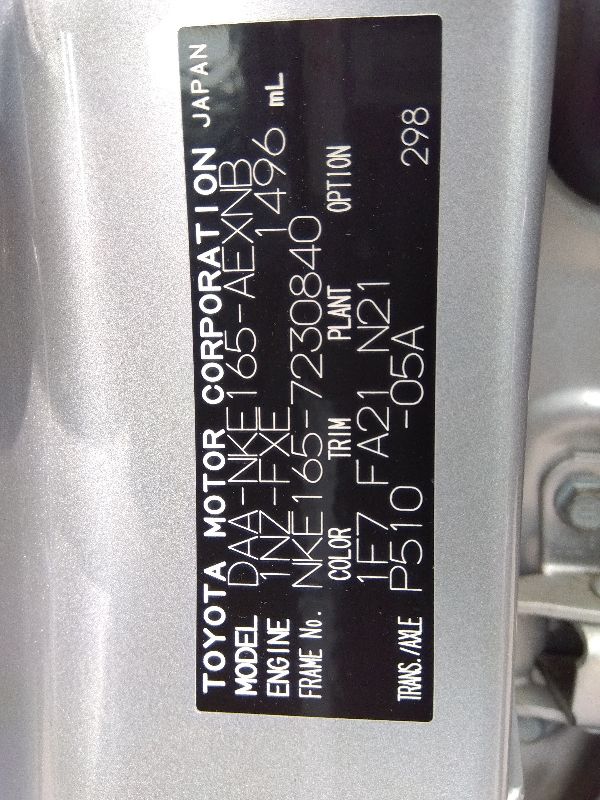 TOYOTA MOTOR CORPORATION JAPAN
MODEL DAA-NKE165-AEXNB
ENGINE 1NZ-FXE 1496 mL
FRAME No. NKE165-7230840
COLOR TRIM PLANT OPTION
1F7 FA21 N21
TRANS./AXLE P510 -05A 298